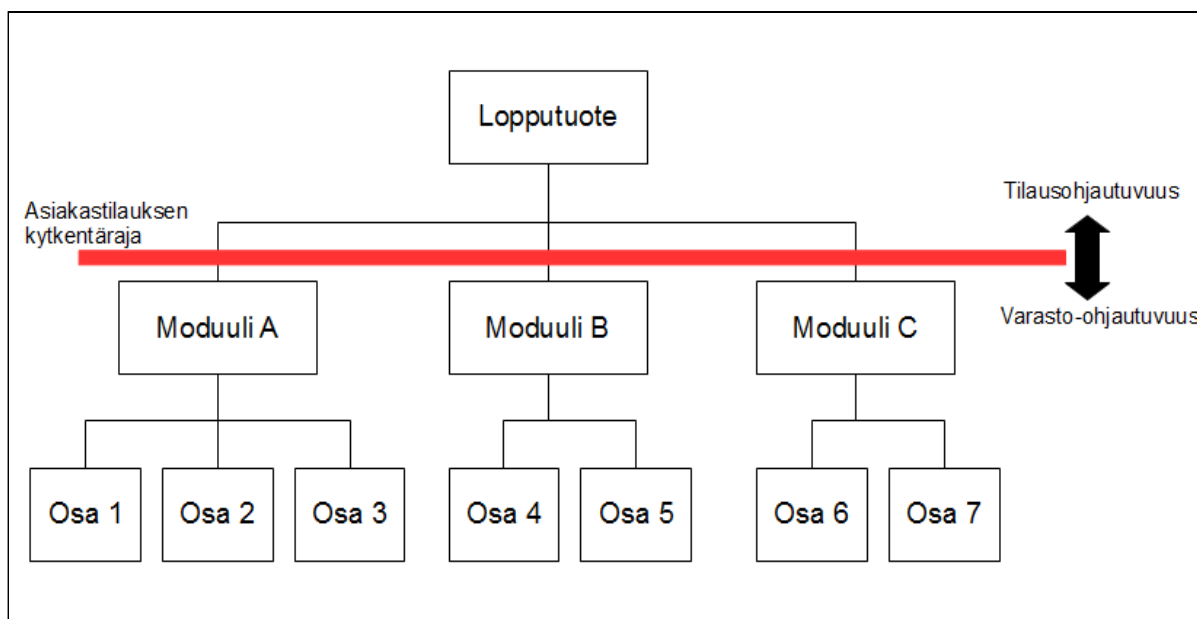 Lopputuote
Tilausohjautuvuus
Asiakastilauksen
kytkentäraja
Varasto-ohjautuvuus
Moduuli A
Moduuli B
Moduuli C
Osa 1
Osa 2
Osa 3
Osa 4
Osa 5
Osa 6
Osa 7